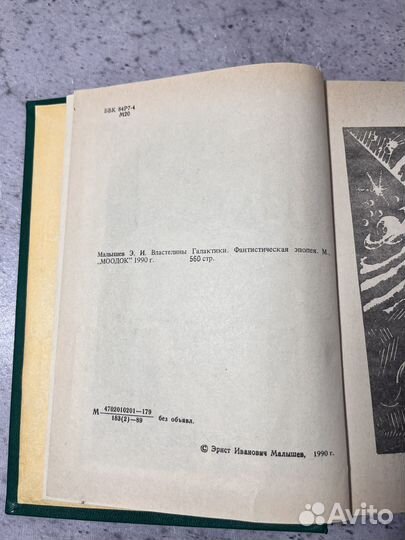 ББК 84Р7-4
М20
Малышев Э. И. Властелины Галактики. Фантастическая эпопея. М.,
„МООДОК" 1990 г. 560 стр.
М 4702010201—179
183(2)—89
без объявл.
© Эрнст Иванович Малышев, 1990 г.
Avito